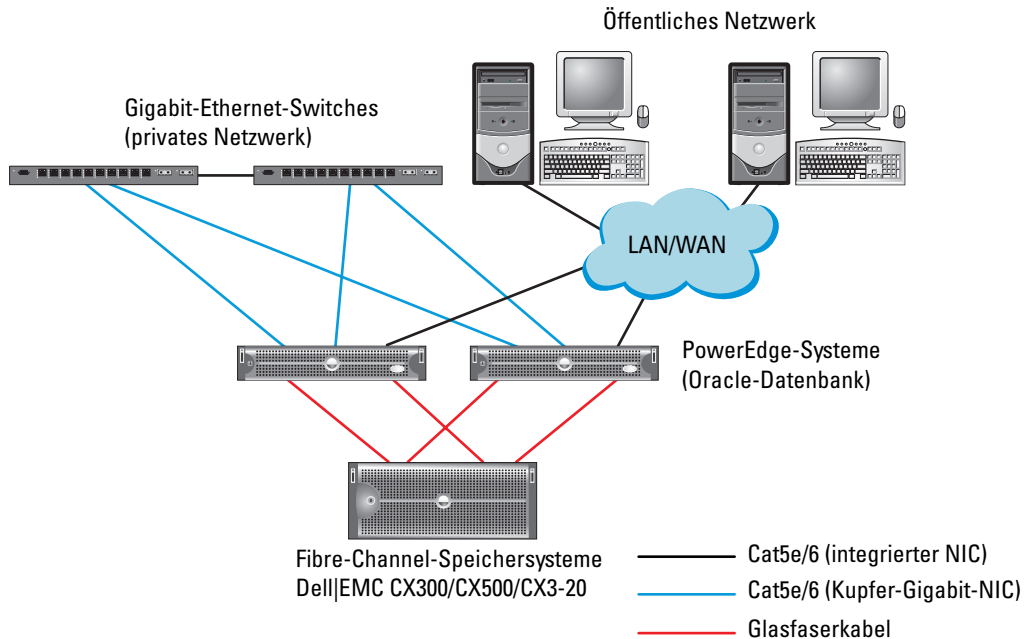 Öffentliches Netzwerk
Gigabit-Ethernet-Switches
(privates Netzwerk)
LAN/WAN
PowerEdge-Systeme
(Oracle-Datenbank)
Fibre-Channel-Speichersysteme
Dell|EMC CX300/CX500/CX3-20
Cat5e/6 (integrierter NIC)
Cat5e/6 (Kupfer-Gigabit-NIC)
Glasfaserkabel